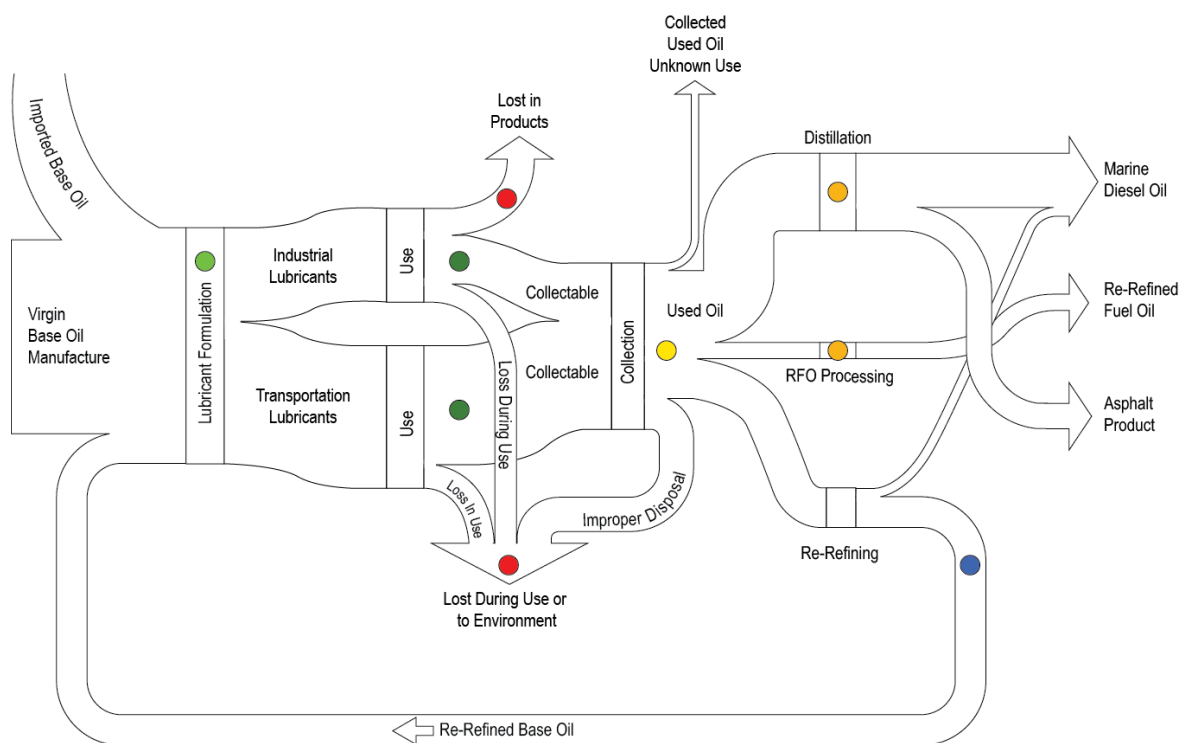 Collected
Used Oil
Unknown Use
Lost in
Products
Distillation
Imported Base Oil
Marine
Diesel Oil
Industrial
Lubricants
Use
Collectable
Used Oil
Re-Refined
Fuel Oil
Virgin
Base Oil
Manufacture
Lubricant Formulation
Loss During Use
Collection
RFO Processing
Transportation
Lubricants
Use
Collectable
Asphalt
Product
Loss In Use
Improper Disposal
Re-Refining
Lost During Use or
to Environment
Re-Refined Base Oil